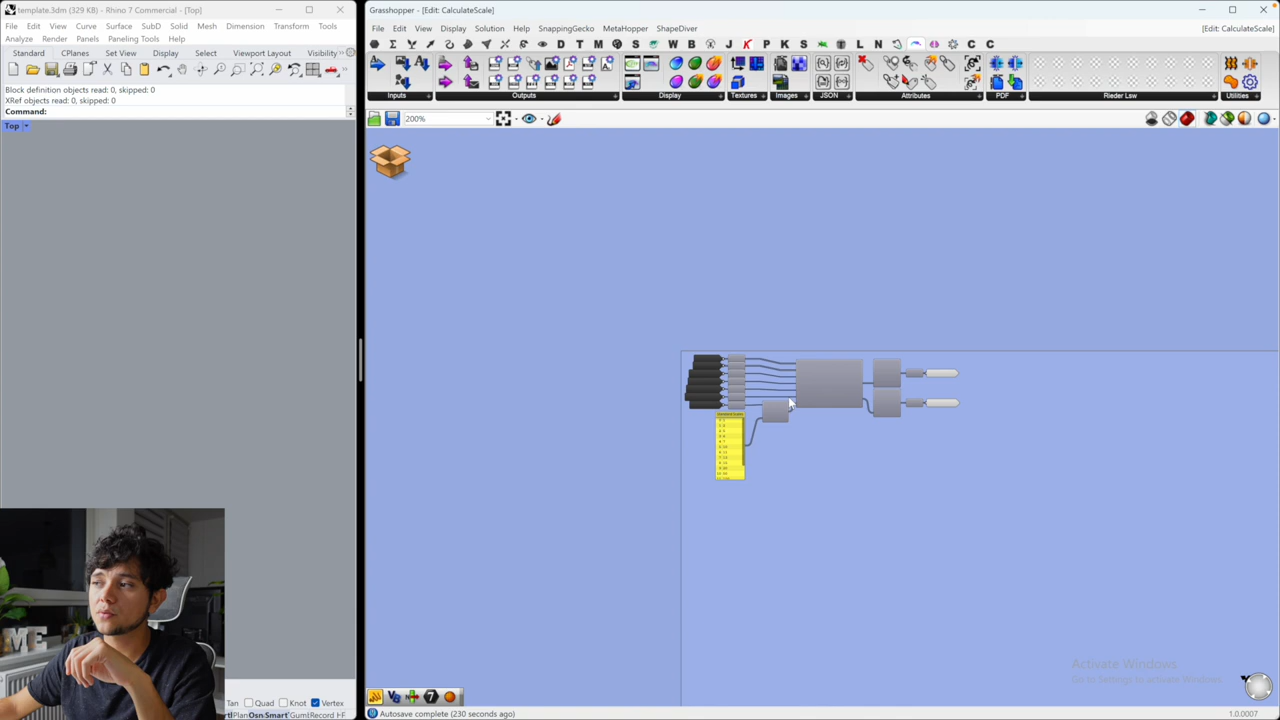 template.3dm (329 KB) - Rhino 7 Commercial - [Top]
File Edit View Curve Surface SubD Solid Mesh Dimension Transform Tools
Analyze Render Panels Paneling Tools Help
Standard CPlanes Set View Display Select Viewport Layout Visibility
Block definition objects read: 0, skipped: 0
XRef objects read: 0, skipped: 0
Command:
Top
Tan Quad Knot Vertex
Osn Smart Gum Record
Grasshopper - [Edit: CalculateScale]
File Edit View Display Solution Help SnappingGecko MetaHopper ShapeDiver
[Edit: CalculateScale]
D T M K S W B J K P H S L N C C
Inputs Outputs Display Textures Images JSON Attributes PDF Rieder Lsw Utilities
200%
Activate Windows
Go to Settings to activate Windows.
Autosave complete (230 seconds ago)
1.0.0007